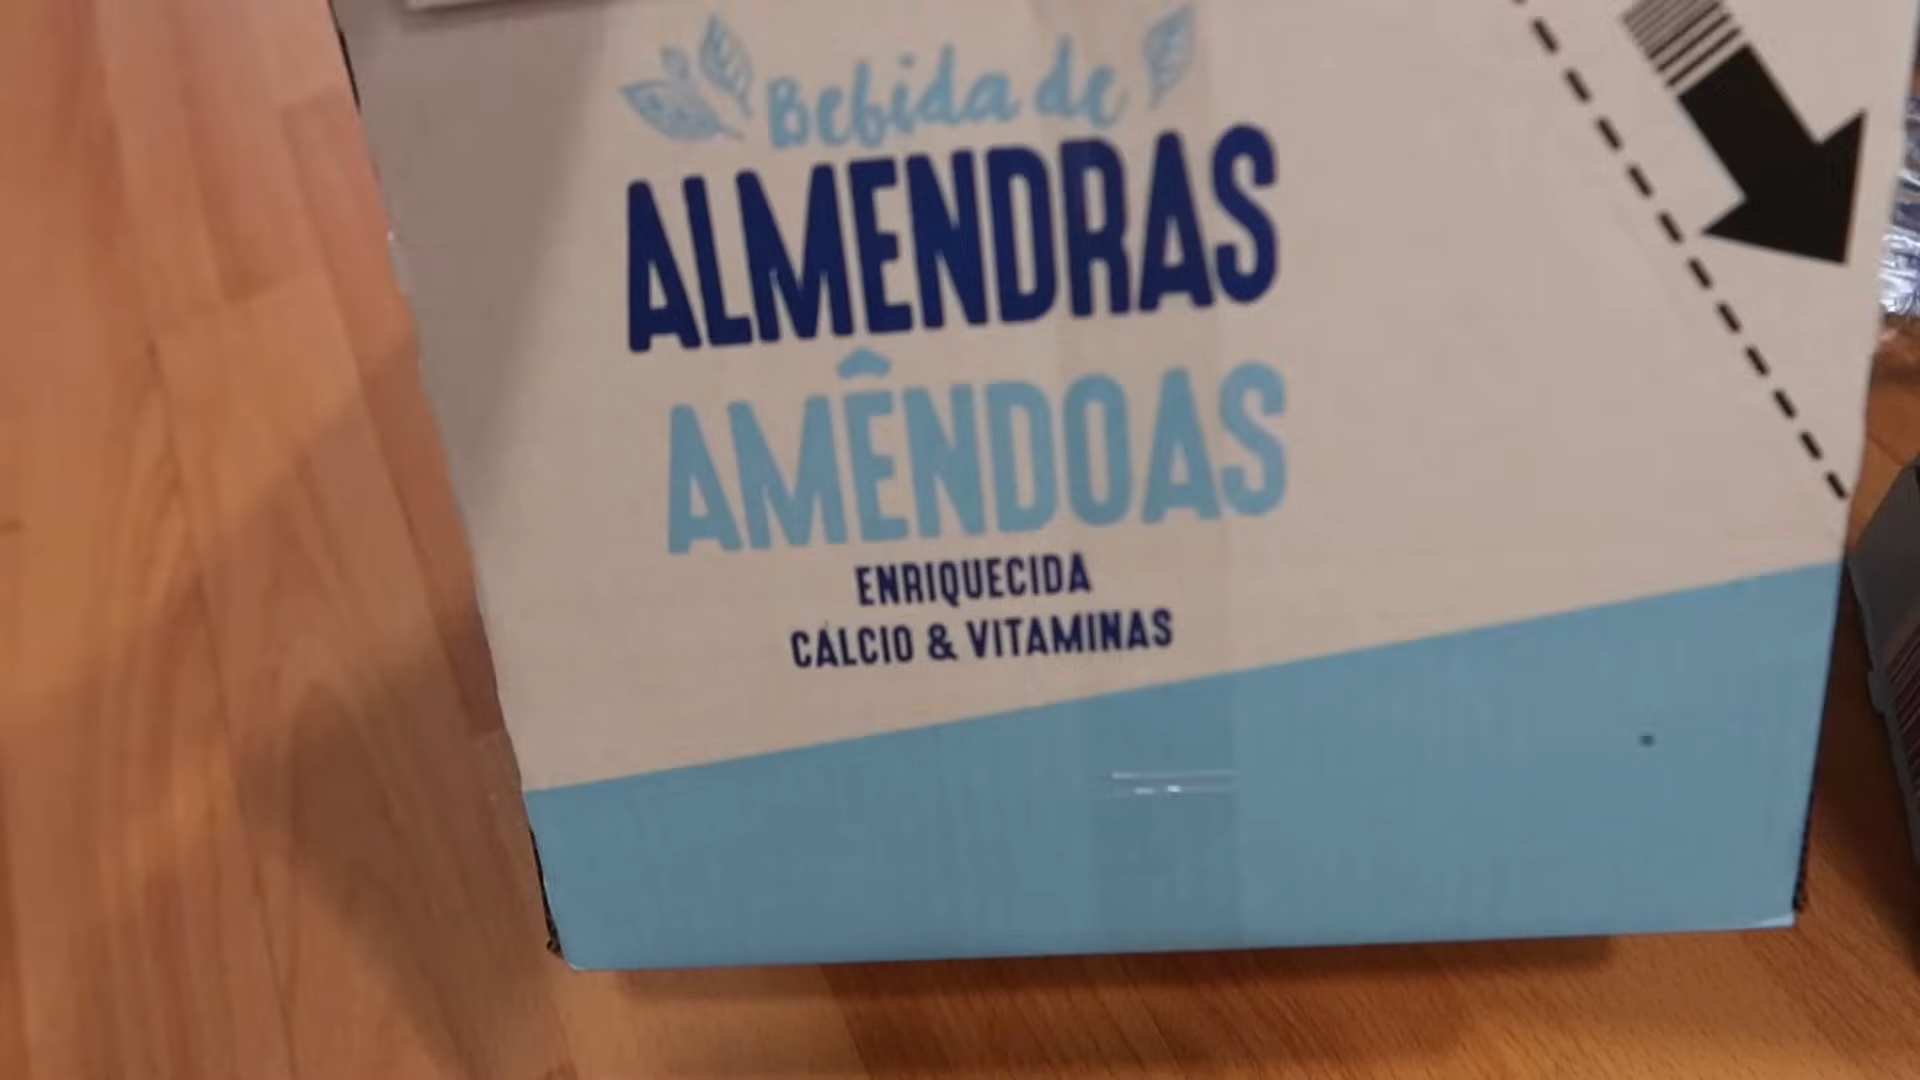 Bebida de
ALMENDRAS
AMÊNDOAS
ENRIQUECIDA
CÁLCIO & VITAMINAS